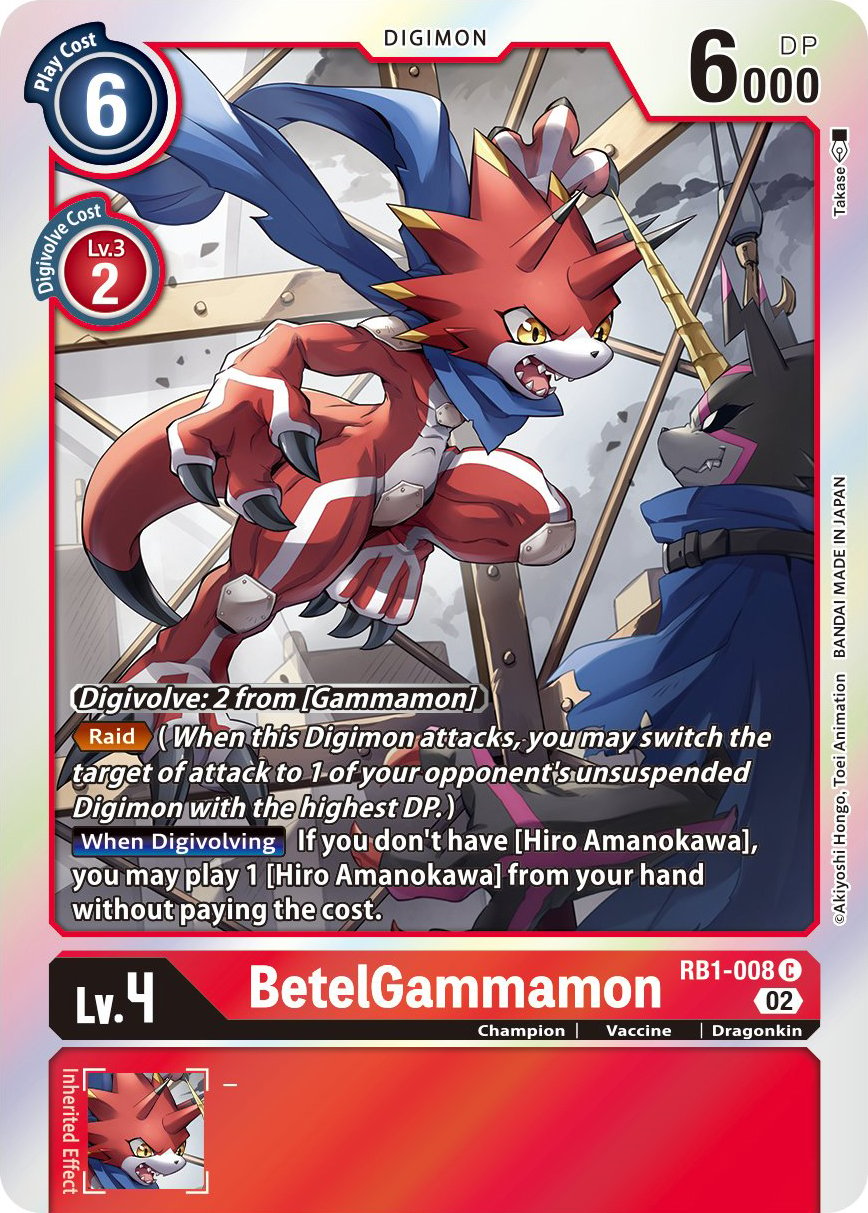 DIGIMON
Play Cost
6
6000
DP
Digivolve Cost
Lv.3
2
Takase
BANDAI MADE IN JAPAN
©Akiyoshi Hongo, Toei Animation
Digivolve: 2 from [Gammamon]
Raid (When this Digimon attacks, you may switch the
target of attack to 1 of your opponent's unsuspended
Digimon with the highest DP.)
When Digivolving If you don't have [Hiro Amanokawa],
you may play 1 [Hiro Amanokawa] from your hand
without paying the cost.
Lv.4
BetelGammamon
RB1-008 C
02
Champion | Vaccine | Dragonkin
Inherited Effect
–